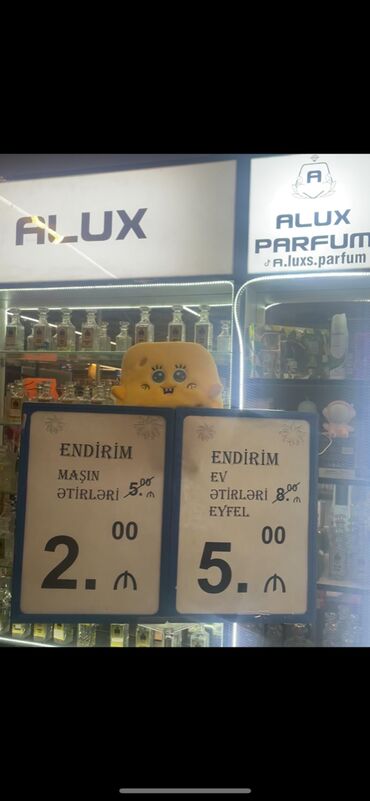 ALUX
A
ALUX
PARFUM
A.luxs.parfum
ENDİRİM
MAŞIN
ƏTİRLƏRİ 5.00 ₼
2.00 ₼
ENDİRİM
EV
ƏTİRLƏRİ 8.00 ₼
EYFEL
5.00 ₼